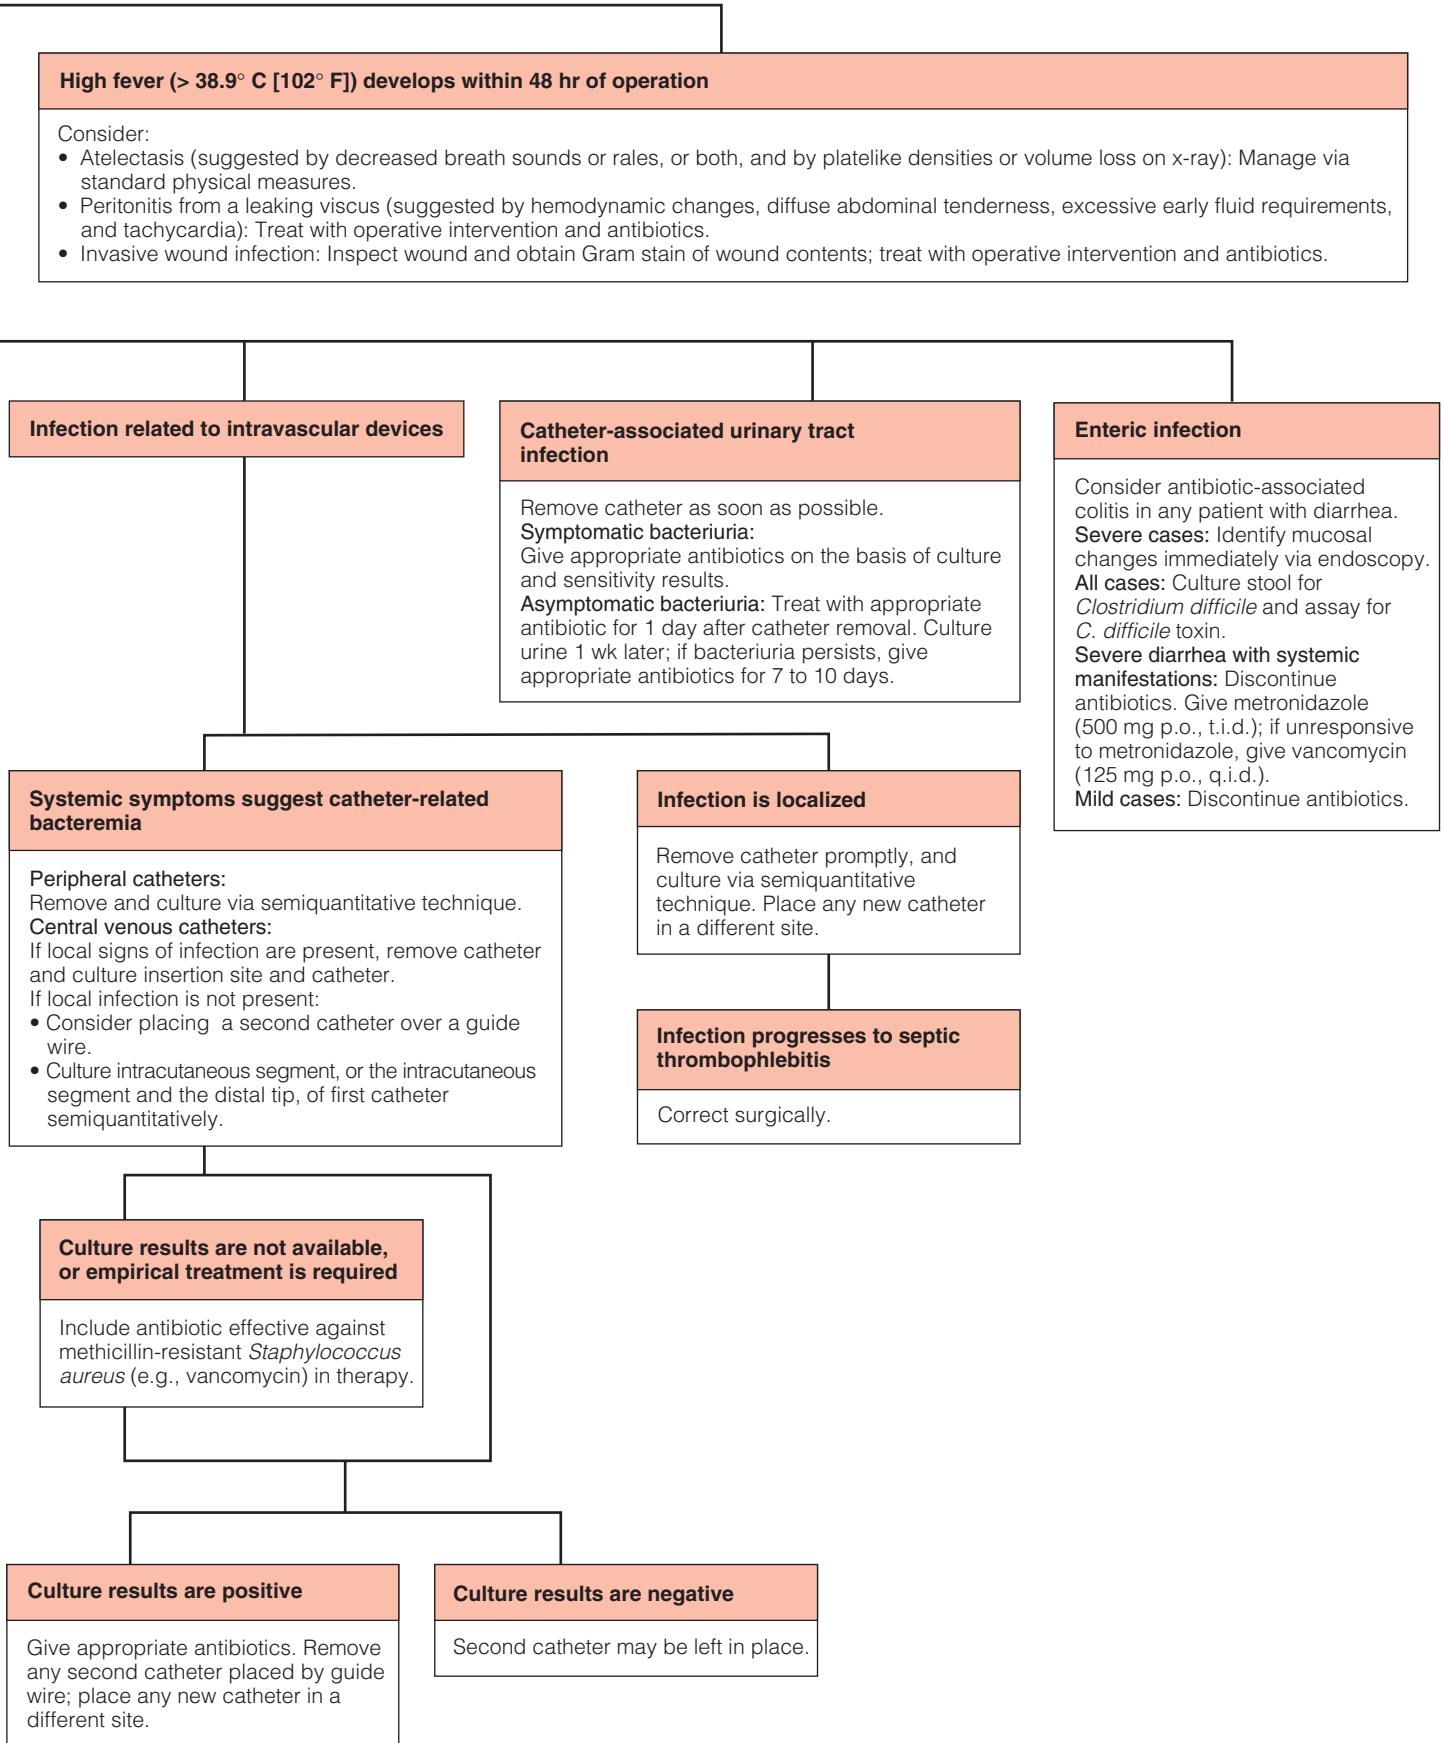 High fever (> 38.9° C [102° F]) develops within 48 hr of operation
Consider:
• Atelectasis (suggested by decreased breath sounds or rales, or both, and by platelike densities or volume loss on x-ray): Manage via
standard physical measures.
• Peritonitis from a leaking viscus (suggested by hemodynamic changes, diffuse abdominal tenderness, excessive early fluid requirements,
and tachycardia): Treat with operative intervention and antibiotics.
• Invasive wound infection: Inspect wound and obtain Gram stain of wound contents; treat with operative intervention and antibiotics.
Infection related to intravascular devices
Catheter-associated urinary tract
infection
Remove catheter as soon as possible.
Symptomatic bacteriuria:
Give appropriate antibiotics on the basis of culture
and sensitivity results.
Asymptomatic bacteriuria: Treat with appropriate
antibiotic for 1 day after catheter removal. Culture
urine 1 wk later; if bacteriuria persists, give
appropriate antibiotics for 7 to 10 days.
Enteric infection
Consider antibiotic-associated
colitis in any patient with diarrhea.
Severe cases: Identify mucosal
changes immediately via endoscopy.
All cases: Culture stool for
Clostridium difficile and assay for
C. difficile toxin.
Severe diarrhea with systemic
manifestations: Discontinue
antibiotics. Give metronidazole
(500 mg p.o., t.i.d.); if unresponsive
to metronidazole, give vancomycin
(125 mg p.o., q.i.d.).
Mild cases: Discontinue antibiotics.
Systemic symptoms suggest catheter-related
bacteremia
Peripheral catheters:
Remove and culture via semiquantitative technique.
Central venous catheters:
If local signs of infection are present, remove catheter
and culture insertion site and catheter.
If local infection is not present:
• Consider placing a second catheter over a guide
wire.
• Culture intracutaneous segment, or the intracutaneous
segment and the distal tip, of first catheter
semiquantitatively.
Infection is localized
Remove catheter promptly, and
culture via semiquantitative
technique. Place any new catheter
in a different site.
Infection progresses to septic
thrombophlebitis
Correct surgically.
Culture results are not available,
or empirical treatment is required
Include antibiotic effective against
methicillin-resistant Staphylococcus
aureus (e.g., vancomycin) in therapy.
Culture results are positive
Give appropriate antibiotics. Remove
any second catheter placed by guide
wire; place any new catheter in a
different site.
Culture results are negative
Second catheter may be left in place.